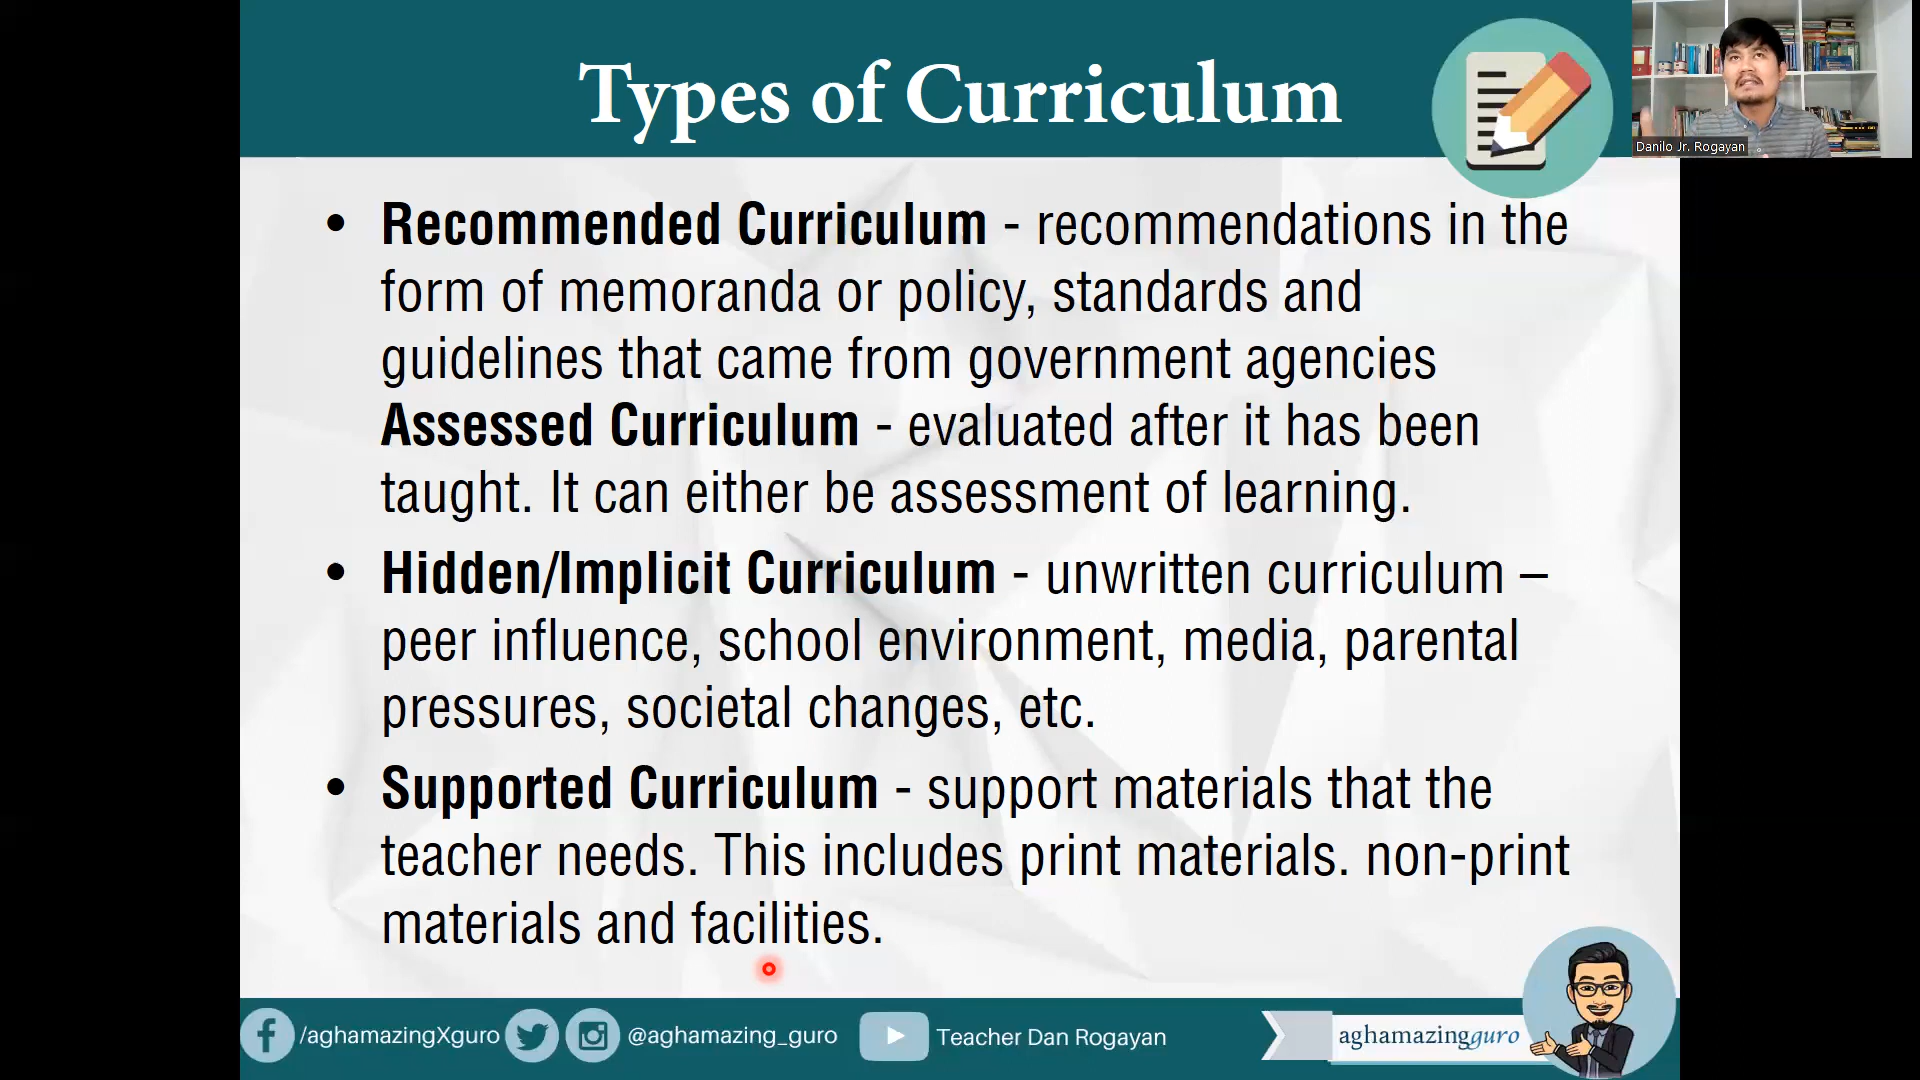 Types of Curriculum
Danilo Jr. Rogayan
• Recommended Curriculum - recommendations in the
form of memoranda or policy, standards and
guidelines that came from government agencies
Assessed Curriculum - evaluated after it has been
taught. It can either be assessment of learning.
• Hidden/Implicit Curriculum - unwritten curriculum –
peer influence, school environment, media, parental
pressures, societal changes, etc.
• Supported Curriculum - support materials that the
teacher needs. This includes print materials. non-print
materials and facilities.
/aghamazingXguro @aghamazing_guro Teacher Dan Rogayan aghamazingguro